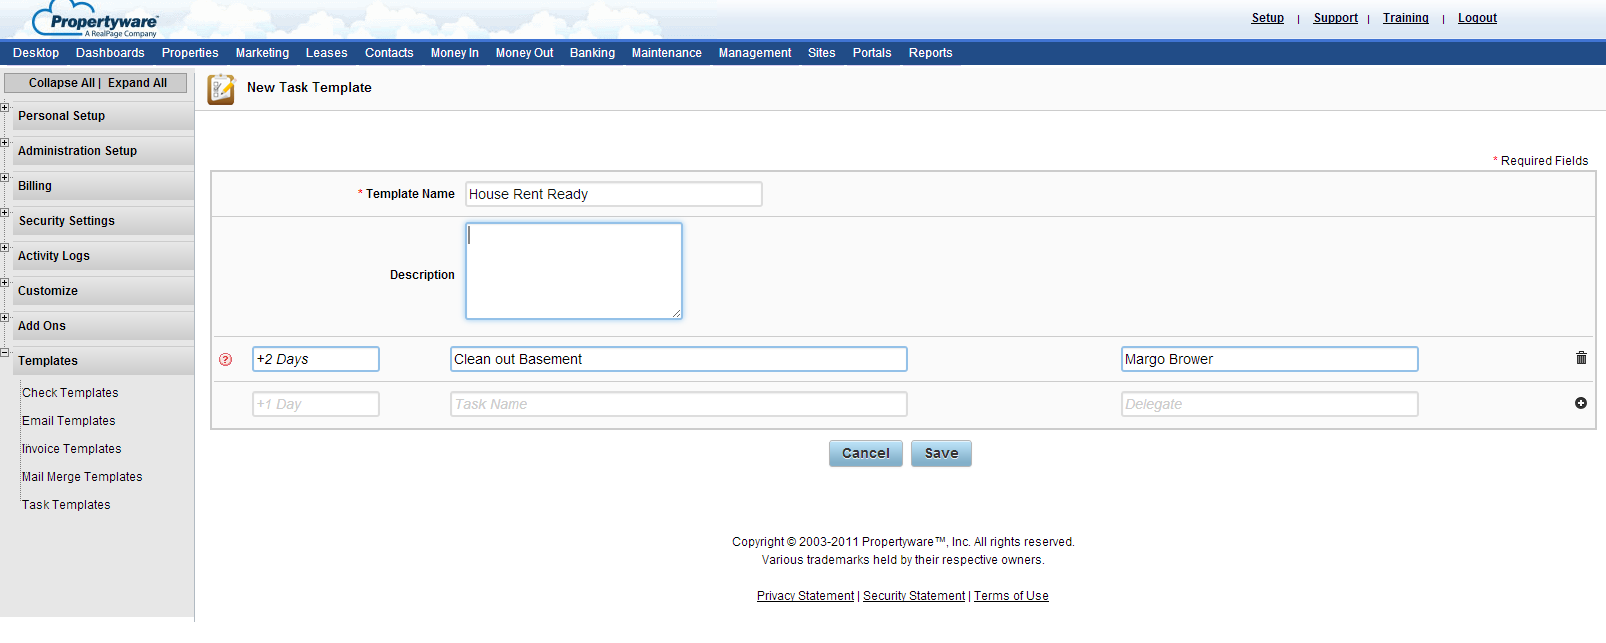 Propertyware™
A RealPage Company
Setup | Support | Training | Logout
Desktop Dashboards Properties Marketing Leases Contacts Money In Money Out Banking Maintenance Management Sites Portals Reports
Collapse All | Expand All
Personal Setup
Administration Setup
Billing
Security Settings
Activity Logs
Customize
Add Ons
Templates
Check Templates
Email Templates
Invoice Templates
Mail Merge Templates
Task Templates
New Task Template
* Required Fields
* Template Name House Rent Ready
Description
? +2 Days Clean out Basement Margo Brower
+1 Day Task Name Delegate
Cancel Save
Copyright © 2003-2011 Propertyware™, Inc. All rights reserved.
Various trademarks held by their respective owners.
Privacy Statement | Security Statement | Terms of Use